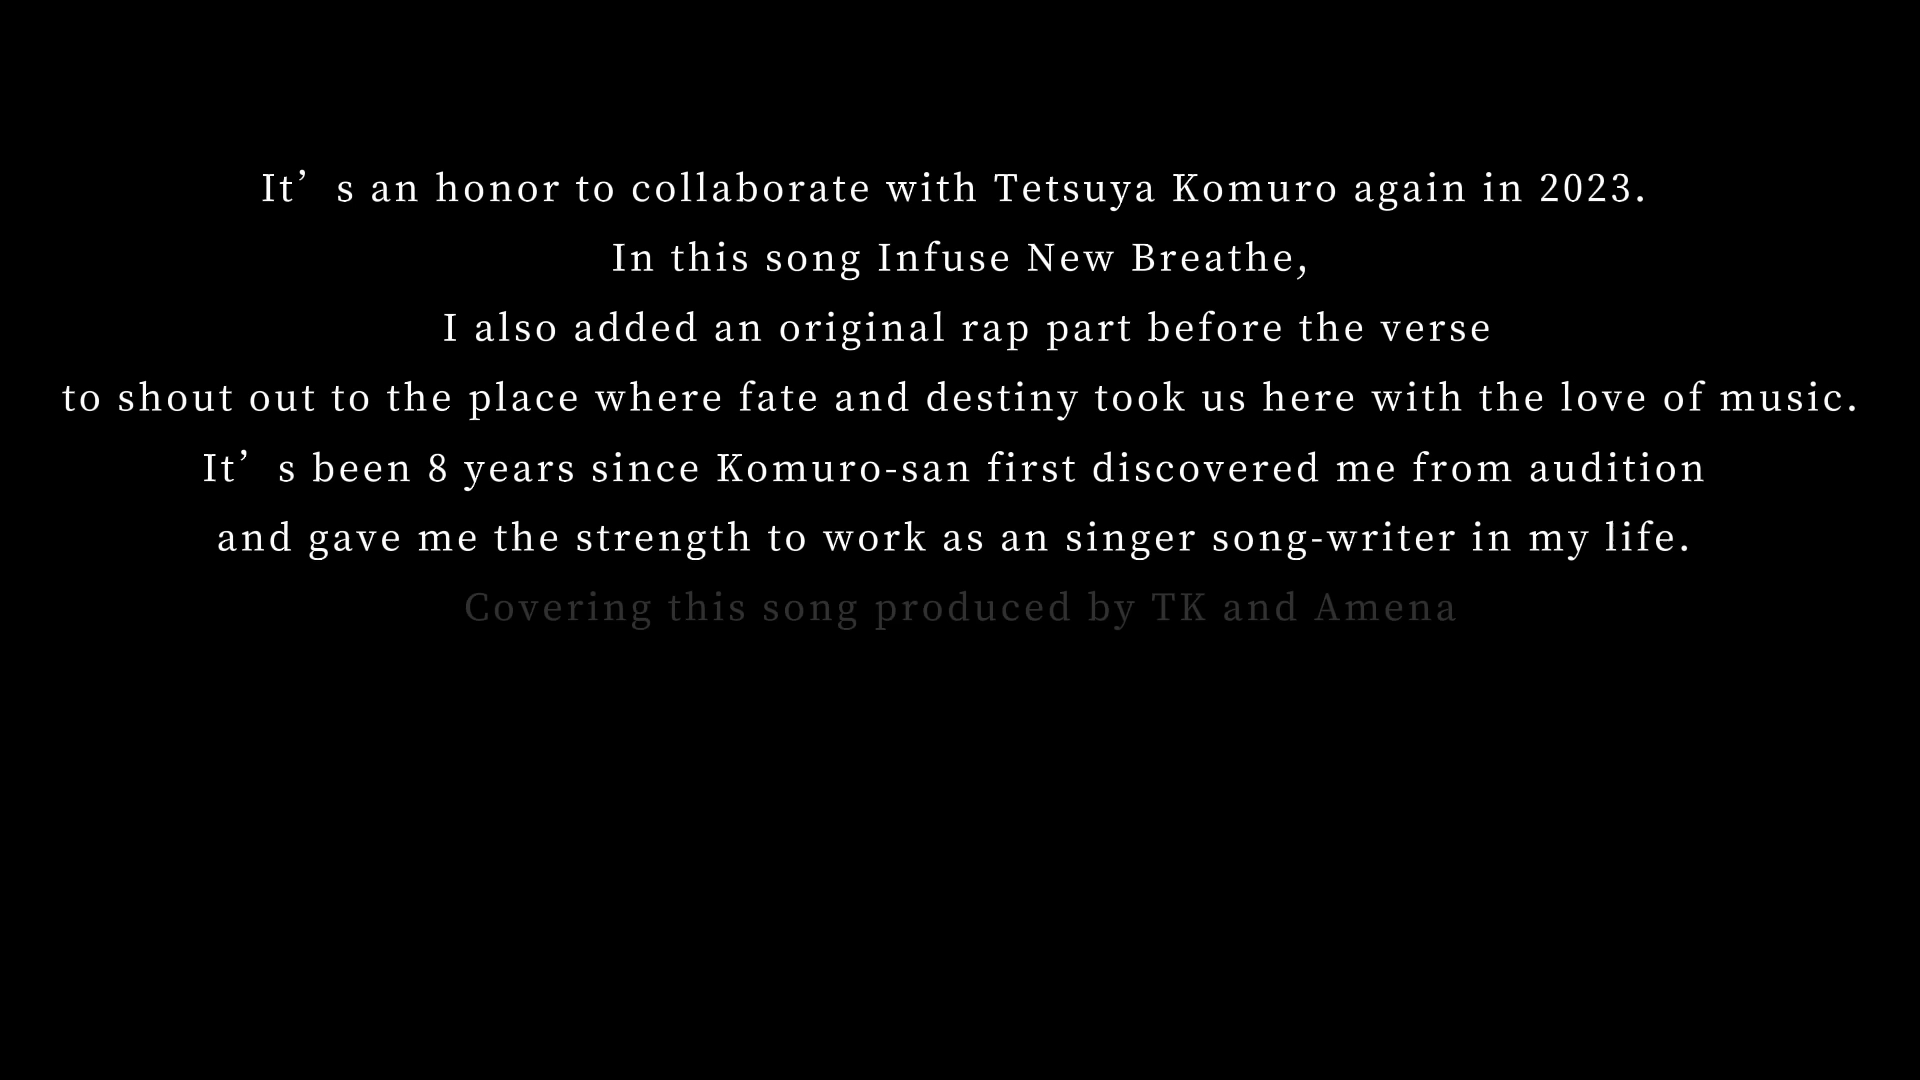 It’s an honor to collaborate with Tetsuya Komuro again in 2023.
In this song Infuse New Breathe,
I also added an original rap part before the verse
to shout out to the place where fate and destiny took us here with the love of music.
It’s been 8 years since Komuro-san first discovered me from audition
and gave me the strength to work as an singer song-writer in my life.
Covering this song produced by TK and Amena